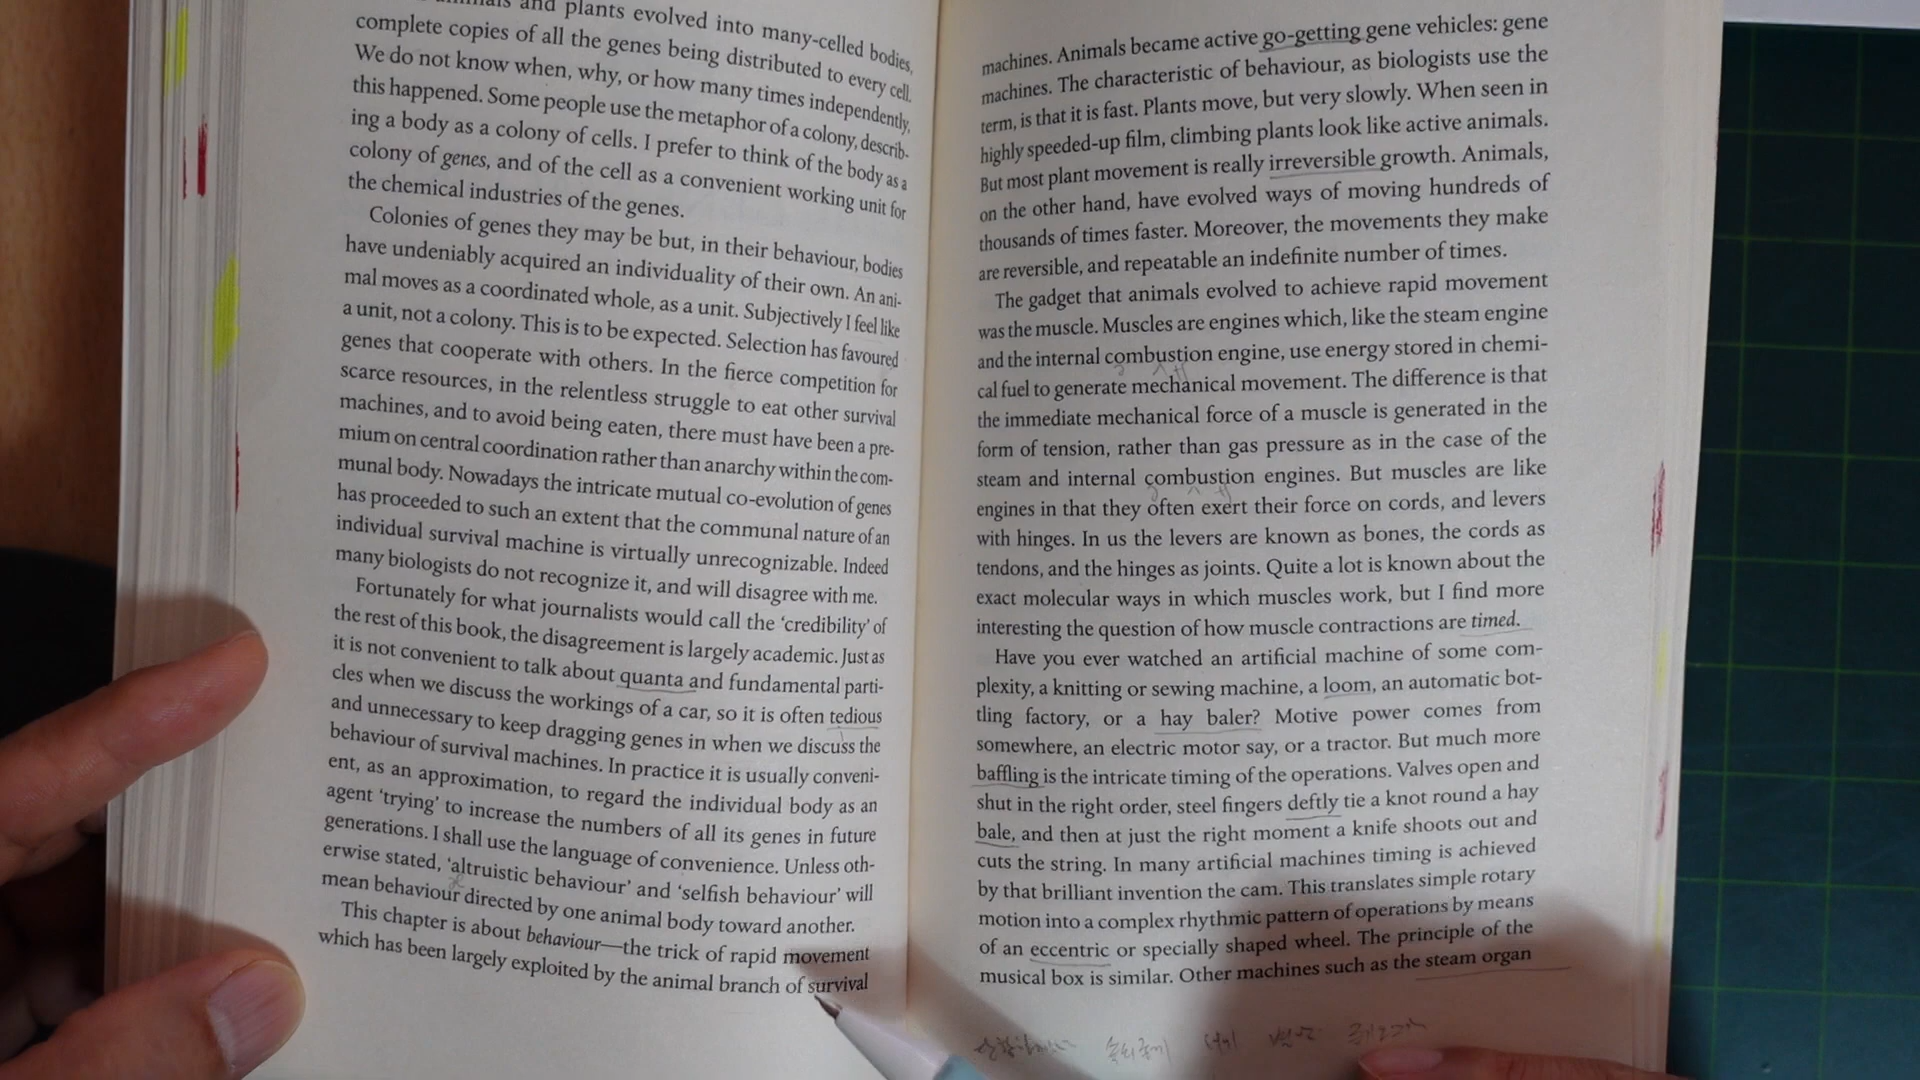 and plants evolved into many-celled bodies,
complete copies of all the genes being distributed to every cell.
We do not know when, why, or how many times independently,
this happened. Some people use the metaphor of a colony, describ-
ing a body as a colony of cells. I prefer to think of the body as a
colony of genes, and of the cell as a convenient working unit for
the chemical industries of the genes.
Colonies of genes they may be but, in their behaviour, bodies
have undeniably acquired an individuality of their own. An ani-
mal moves as a coordinated whole, as a unit. Subjectively I feel like
a unit, not a colony. This is to be expected. Selection has favoured
genes that cooperate with others. In the fierce competition for
scarce resources, in the relentless struggle to eat other survival
machines, and to avoid being eaten, there must have been a pre-
mium on central coordination rather than anarchy within the com-
munal body. Nowadays the intricate mutual co-evolution of genes
has proceeded to such an extent that the communal nature of an
individual survival machine is virtually unrecognizable. Indeed
many biologists do not recognize it, and will disagree with me.
Fortunately for what journalists would call the ‘credibility’ of
the rest of this book, the disagreement is largely academic. Just as
it is not convenient to talk about quanta and fundamental parti-
cles when we discuss the workings of a car, so it is often tedious
and unnecessary to keep dragging genes in when we discuss the
behaviour of survival machines. In practice it is usually conveni-
ent, as an approximation, to regard the individual body as an
agent ‘trying’ to increase the numbers of all its genes in future
generations. I shall use the language of convenience. Unless oth-
erwise stated, ‘altruistic behaviour’ and ‘selfish behaviour’ will
mean behaviour directed by one animal body toward another.
This chapter is about behaviour—the trick of rapid movement
which has been largely exploited by the animal branch of survival
machines. Animals became active go-getting gene vehicles: gene
machines. The characteristic of behaviour, as biologists use the
term, is that it is fast. Plants move, but very slowly. When seen in
highly speeded-up film, climbing plants look like active animals.
But most plant movement is really irreversible growth. Animals,
on the other hand, have evolved ways of moving hundreds of
thousands of times faster. Moreover, the movements they make
are reversible, and repeatable an indefinite number of times.
The gadget that animals evolved to achieve rapid movement
was the muscle. Muscles are engines which, like the steam engine
and the internal combustion engine, use energy stored in chemi-
cal fuel to generate mechanical movement. The difference is that
the immediate mechanical force of a muscle is generated in the
form of tension, rather than gas pressure as in the case of the
steam and internal combustion engines. But muscles are like
engines in that they often exert their force on cords, and levers
with hinges. In us the levers are known as bones, the cords as
tendons, and the hinges as joints. Quite a lot is known about the
exact molecular ways in which muscles work, but I find more
interesting the question of how muscle contractions are timed.
Have you ever watched an artificial machine of some com-
plexity, a knitting or sewing machine, a loom, an automatic bot-
tling factory, or a hay baler? Motive power comes from
somewhere, an electric motor say, or a tractor. But much more
baffling is the intricate timing of the operations. Valves open and
shut in the right order, steel fingers deftly tie a knot round a hay
bale, and then at just the right moment a knife shoots out and
cuts the string. In many artificial machines timing is achieved
by that brilliant invention the cam. This translates simple rotary
motion into a complex rhythmic pattern of operations by means
of an eccentric or specially shaped wheel. The principle of the
musical box is similar. Other machines such as the steam organ